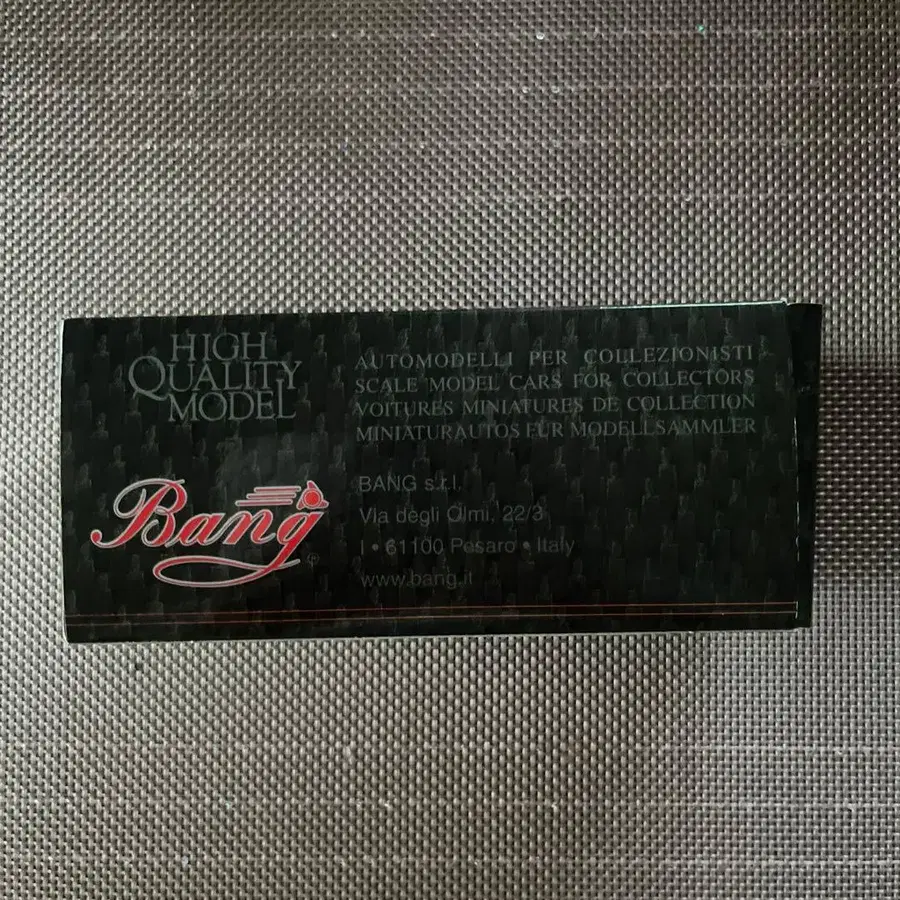 HIGH
QUALITY
MODEL
AUTOMODELLI PER COLLEZIONISTI
SCALE MODEL CARS FOR COLLECTORS
VOITURES MINIATURES DE COLLECTION
MINIATURAUTOS FÜR MODELLSAMMLER
Bang®
BANG s.r.l.
Via degli Olmi, 22/3
I • 61100 Pesaro • Italy
www.bang.it